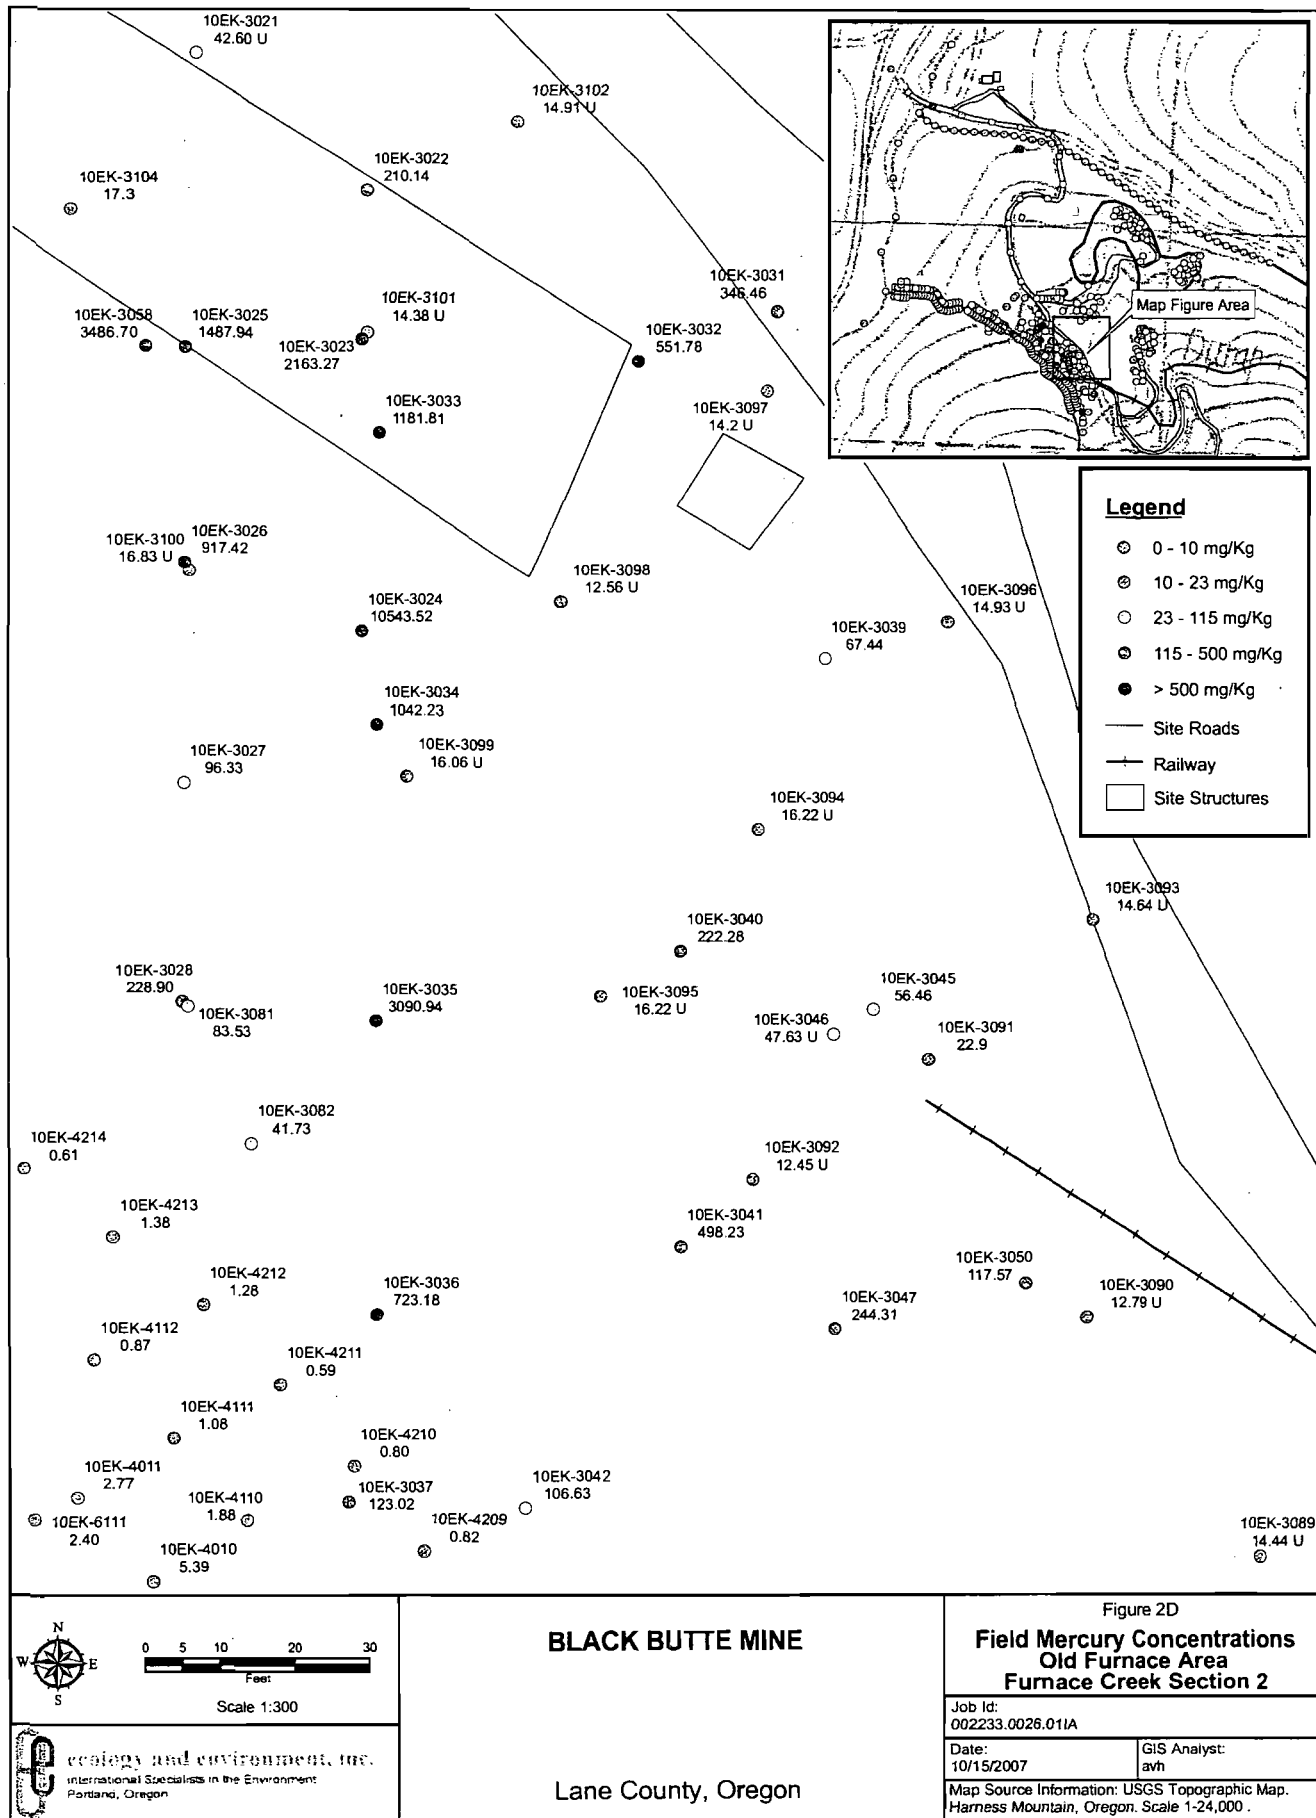 10EK-3021
42.60 U
10EK-3102
14.91 U
10EK-3022
210.14
10EK-3104
17.3
10EK-3031
346.46
10EK-3058
3486.70
10EK-3025
1487.94
10EK-3101
14.38 U
10EK-3023
2163.27
10EK-3032
551.78
10EK-3033
1181.81
10EK-3097
14.2 U
Map Figure Area
10EK-3100
16.83 U
10EK-3026
917.42
10EK-3098
12.56 U
10EK-3024
10543.52
10EK-3096
14.93 U
10EK-3039
67.44
10EK-3034
1042.23
10EK-3099
16.06 U
10EK-3027
96.33
10EK-3094
16.22 U
Legend
0 - 10 mg/Kg
10 - 23 mg/Kg
23 - 115 mg/Kg
115 - 500 mg/Kg
> 500 mg/Kg
Site Roads
Railway
Site Structures
10EK-3093
14.64 U
10EK-3040
222.28
10EK-3028
228.90
10EK-3081
83.53
10EK-3035
3090.94
10EK-3095
16.22 U
10EK-3045
56.46
10EK-3046
47.63 U
10EK-3091
22.9
10EK-3082
41.73
10EK-4214
0.61
10EK-3092
12.45 U
10EK-4213
1.38
10EK-3041
498.23
10EK-4212
1.28
10EK-3036
723.18
10EK-3050
117.57
10EK-3090
12.79 U
10EK-3047
244.31
10EK-4112
0.87
10EK-4211
0.59
10EK-4111
1.08
10EK-4210
0.80
10EK-4011
2.77
10EK-4110
1.88
10EK-3037
123.02
10EK-3042
106.63
10EK-6111
2.40
10EK-4209
0.82
10EK-4010
5.39
10EK-3089
14.44 U
N
W
E
S
0 5 10 20 30
Feet
Scale 1:300
ecology and environment, inc.
International Specialists in the Environment
Portland, Oregon
BLACK BUTTE MINE
Lane County, Oregon
Figure 2D
Field Mercury Concentrations
Old Furnace Area
Furnace Creek Section 2
Job Id:
002233.0026.01IA
Date:
10/15/2007
GIS Analyst:
avh
Map Source Information: USGS Topographic Map.
Harness Mountain, Oregon. Scale 1-24,000 .